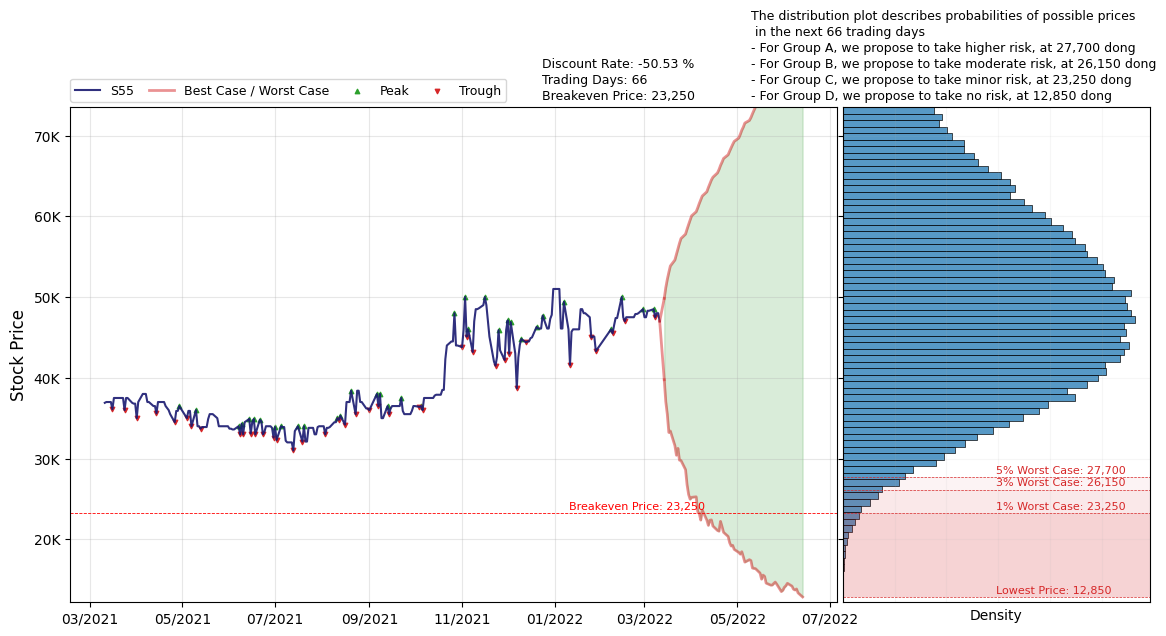 The distribution plot describes probabilities of possible prices
in the next 66 trading days
- For Group A, we propose to take higher risk, at 27,700 dong
- For Group B, we propose to take moderate risk, at 26,150 dong
- For Group C, we propose to take minor risk, at 23,250 dong
- For Group D, we propose to take no risk, at 12,850 dong
Discount Rate: -50.53 %
Trading Days: 66
Breakeven Price: 23,250
S55
Best Case / Worst Case
Peak
Trough
Stock Price
70K
60K
50K
40K
30K
20K
Breakeven Price: 23,250
03/2021
05/2021
07/2021
09/2021
11/2021
01/2022
03/2022
05/2022
07/2022
5% Worst Case: 27,700
3% Worst Case: 26,150
1% Worst Case: 23,250
Lowest Price: 12,850
Density